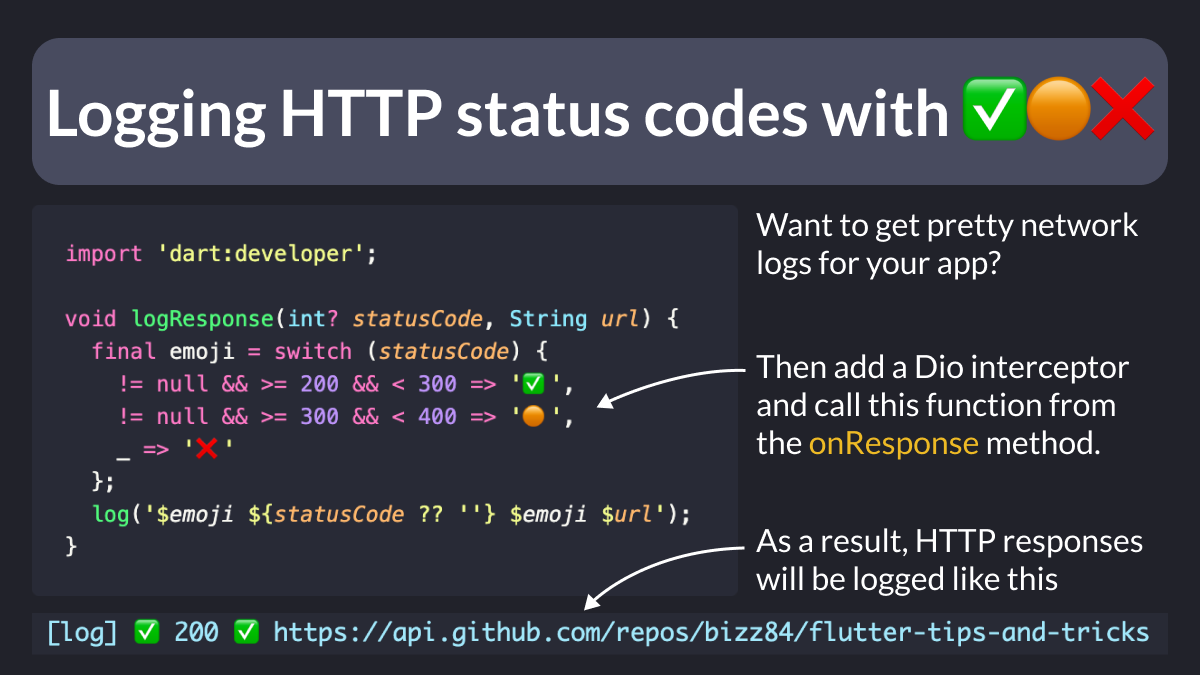 Logging HTTP status codes with ✅🟠❌
import 'dart:developer';
void logResponse(int? statusCode, String url) {
  final emoji = switch (statusCode) {
    != null && >= 200 && < 300 => '✅',
    != null && >= 300 && < 400 => '🟠',
    _ => '❌'
  };
  log('$emoji ${statusCode ?? ''} $emoji $url');
}
Want to get pretty network
logs for your app?
Then add a Dio interceptor
and call this function from
the onResponse method.
As a result, HTTP responses
will be logged like this
[log] ✅ 200 ✅ https://api.github.com/repos/bizz84/flutter-tips-and-tricks